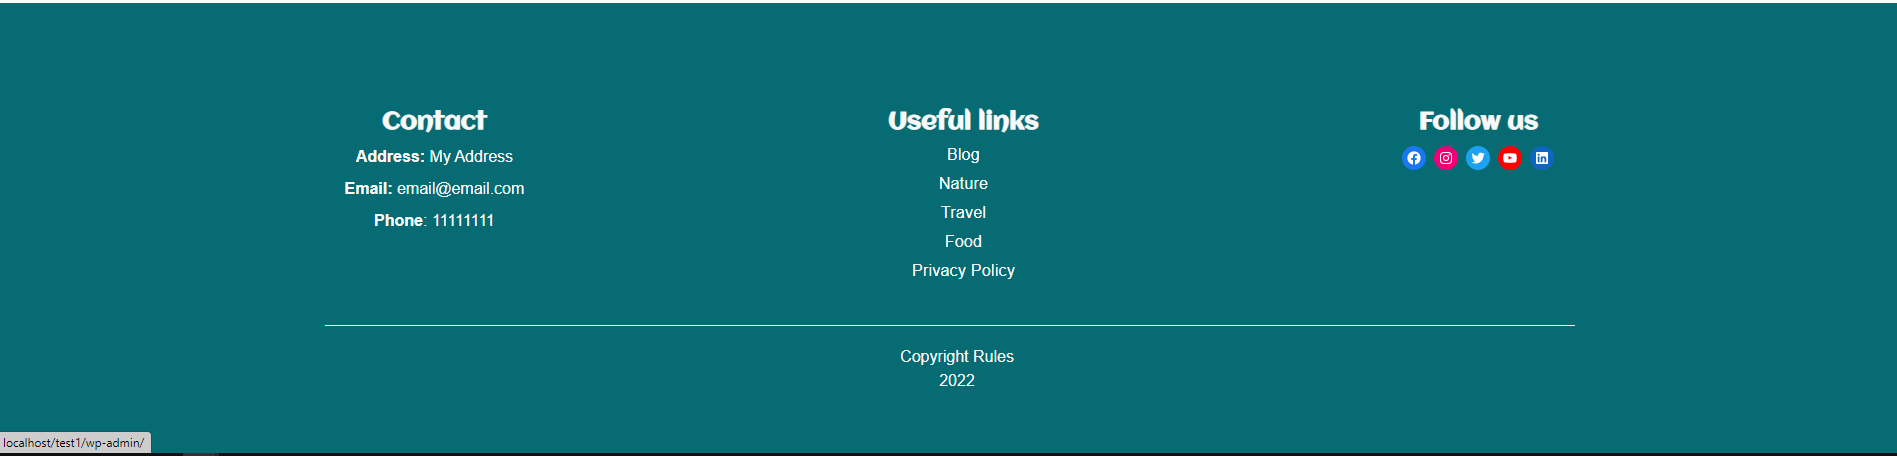 Contact
Address: My Address
Email: email@email.com
Phone: 11111111
Useful links
Blog
Nature
Travel
Food
Privacy Policy
Follow us
Copyright Rules
2022
localhost/test1/wp-admin/